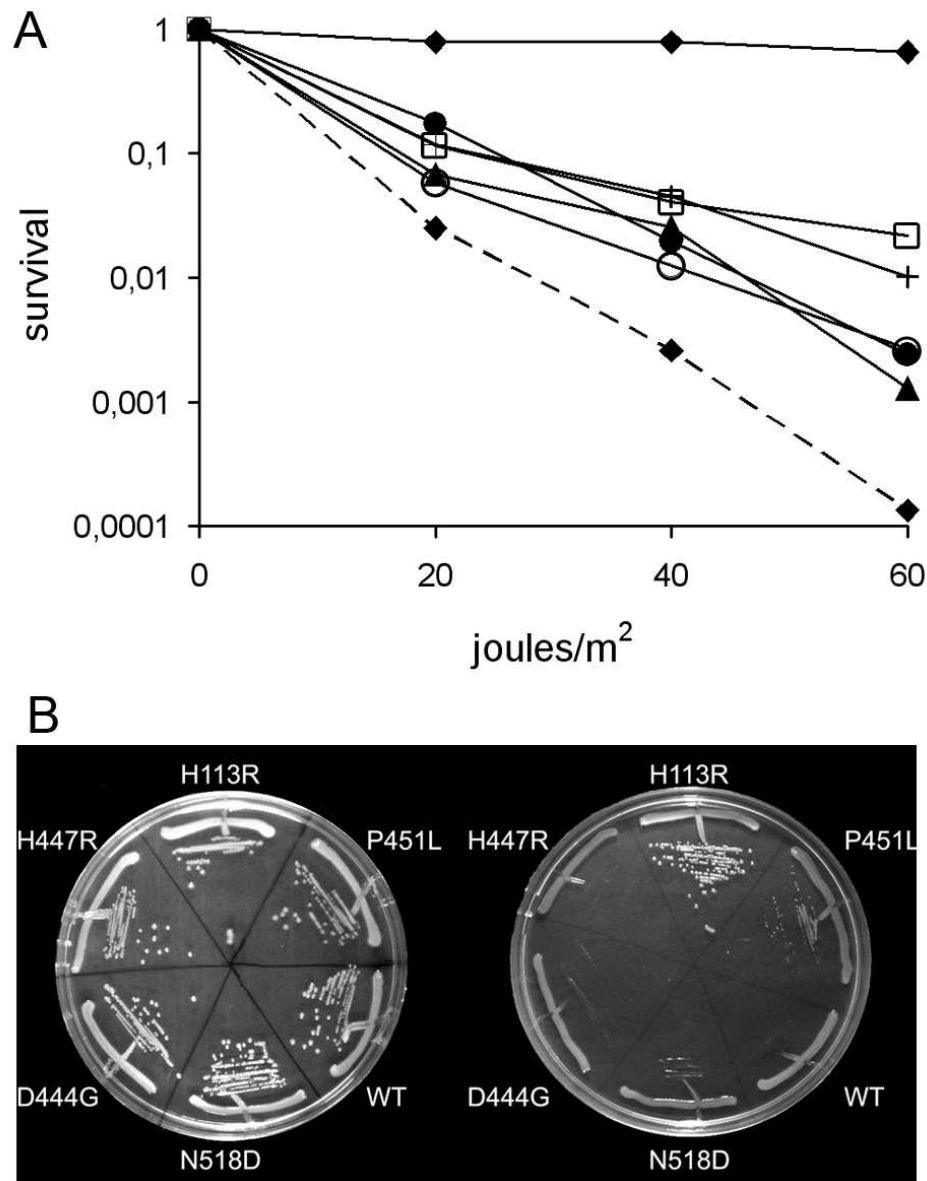 A
survival
1
0,1
0,01
0,001
0,0001
0 20 40 60
joules/m²
B
H113R H113R
H447R P451L H447R P451L
D444G WT D444G WT
N518D N518D